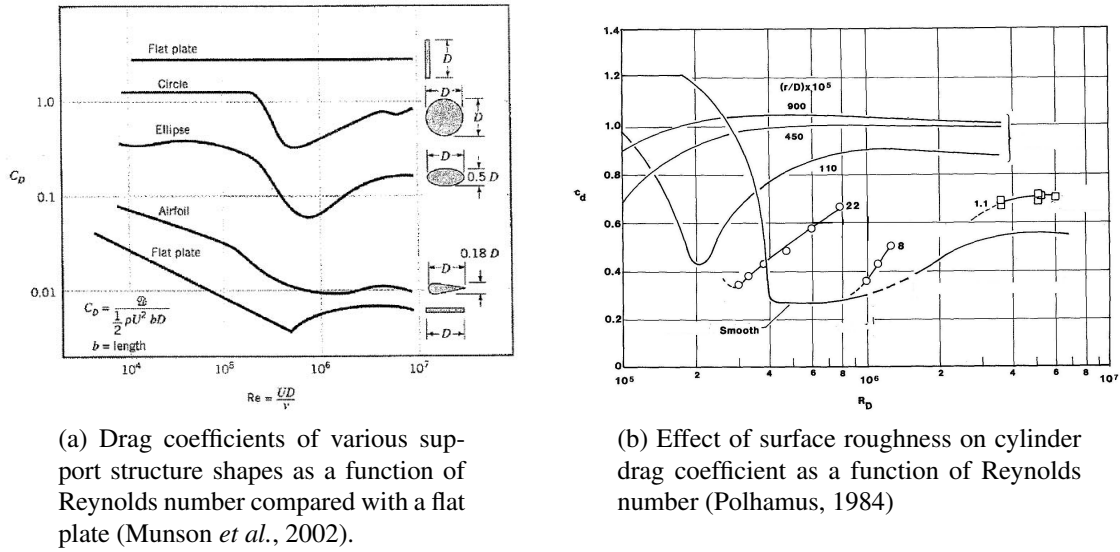 Flat plate
D
Circle
D
D
1.0
Ellipse
D
0.5 D
C_D
0.1
Airfoil
0.18 D
Flat plate
D
0.01
C_D = 𝒟 / (1/2 ρU² bD)
D
b = length
10⁴
10⁵
10⁶
10⁷
Re = UD/ν
(a) Drag coefficients of various sup-
port structure shapes as a function of
Reynolds number compared with a flat
plate (Munson et al., 2002).
1.4
c_d
1.2
(r/D)x10⁵
900
1.0
450
0.8
110
1.1
22
0.6
8
0.4
Smooth
0.2
0
10⁵
2
4
6
8
10⁶
2
4
6
8
10⁷
R_D
(b) Effect of surface roughness on cylinder
drag coefficient as a function of Reynolds
number (Polhamus, 1984)